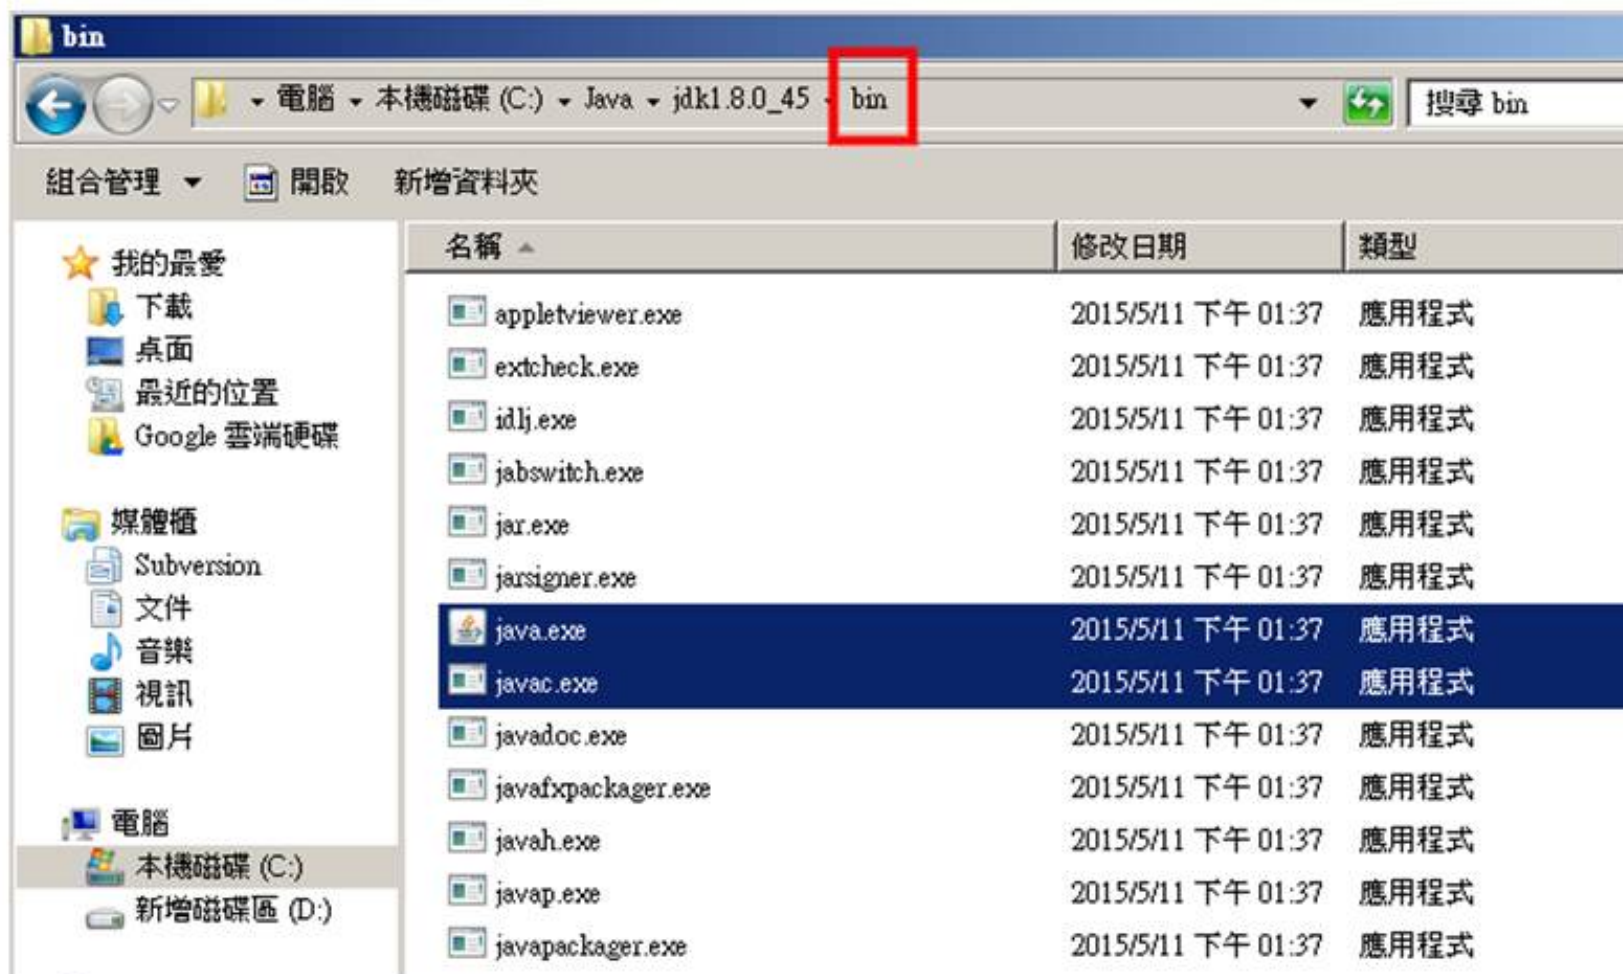 bin
電腦 本機磁碟 (C:) Java jdk1.8.0_45 bin
搜尋 bin
組合管理 開啟 新增資料夾
我的最愛
下載
桌面
最近的位置
Google 雲端硬碟
媒體櫃
Subversion
文件
音樂
視訊
圖片
電腦
本機磁碟 (C:)
新增磁碟區 (D:)
名稱 修改日期 類型
appletviewer.exe 2015/5/11 下午 01:37 應用程式
extcheck.exe 2015/5/11 下午 01:37 應用程式
idlj.exe 2015/5/11 下午 01:37 應用程式
jabswitch.exe 2015/5/11 下午 01:37 應用程式
jar.exe 2015/5/11 下午 01:37 應用程式
jarsigner.exe 2015/5/11 下午 01:37 應用程式
java.exe 2015/5/11 下午 01:37 應用程式
javac.exe 2015/5/11 下午 01:37 應用程式
javadoc.exe 2015/5/11 下午 01:37 應用程式
javafxpackager.exe 2015/5/11 下午 01:37 應用程式
javah.exe 2015/5/11 下午 01:37 應用程式
javap.exe 2015/5/11 下午 01:37 應用程式
javapackager.exe 2015/5/11 下午 01:37 應用程式